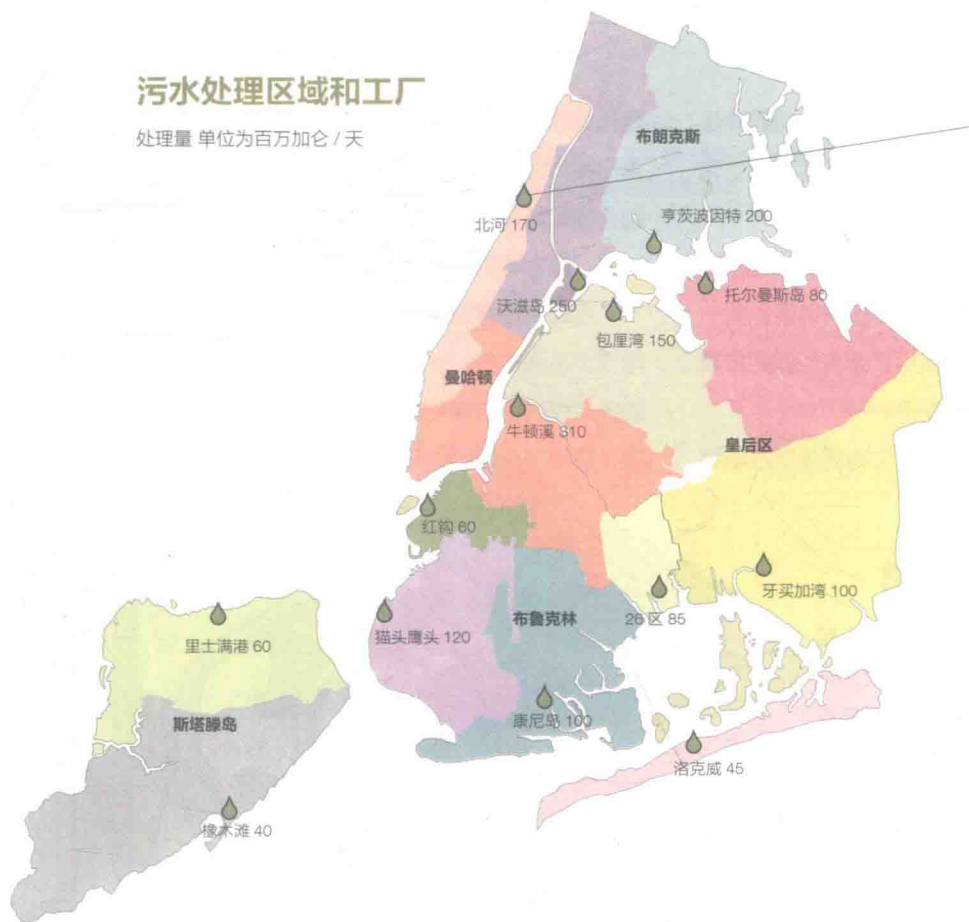 污水处理区域和工厂
处理量 单位为百万加仑 / 天
布朗克斯
北河 170
亨茨波因特 200
沃滋岛 250
托尔曼斯岛 80
包厘湾 150
曼哈顿
牛顿溪 310
皇后区
红钩 60
牙买加湾 100
26 区 85
里士满港 60
猫头鹰头 120
布鲁克林
斯塔滕岛
康尼岛 100
洛克威 45
橡木滩 40